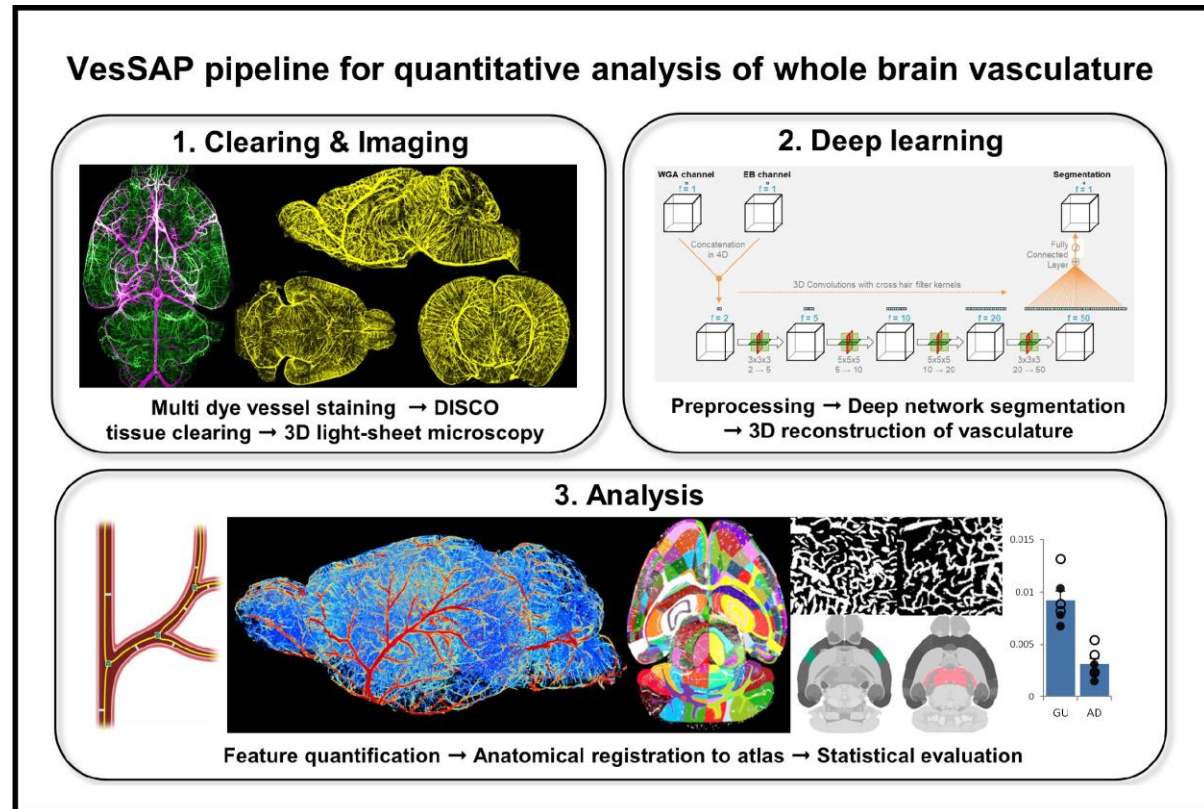 VesSAP pipeline for quantitative analysis of whole brain vasculature
1. Clearing & Imaging
Multi dye vessel staining → DISCO
tissue clearing → 3D light-sheet microscopy
2. Deep learning
WGA channel
EB channel
Segmentation
f = 1
f = 1
f = 1
Concatenation
in 4D
Fully
Connected
Layer
3D Convolutions with cross hair filter kernels
f = 2
f = 5
f = 10
f = 20
f = 50
3x3x3
2 → 5
5x5x5
5 → 10
5x5x5
10 → 20
3x3x3
20 → 50
Preprocessing → Deep network segmentation
→ 3D reconstruction of vasculature
3. Analysis
0.015
0.01
0.005
0
GU
AD
Feature quantification → Anatomical registration to atlas → Statistical evaluation